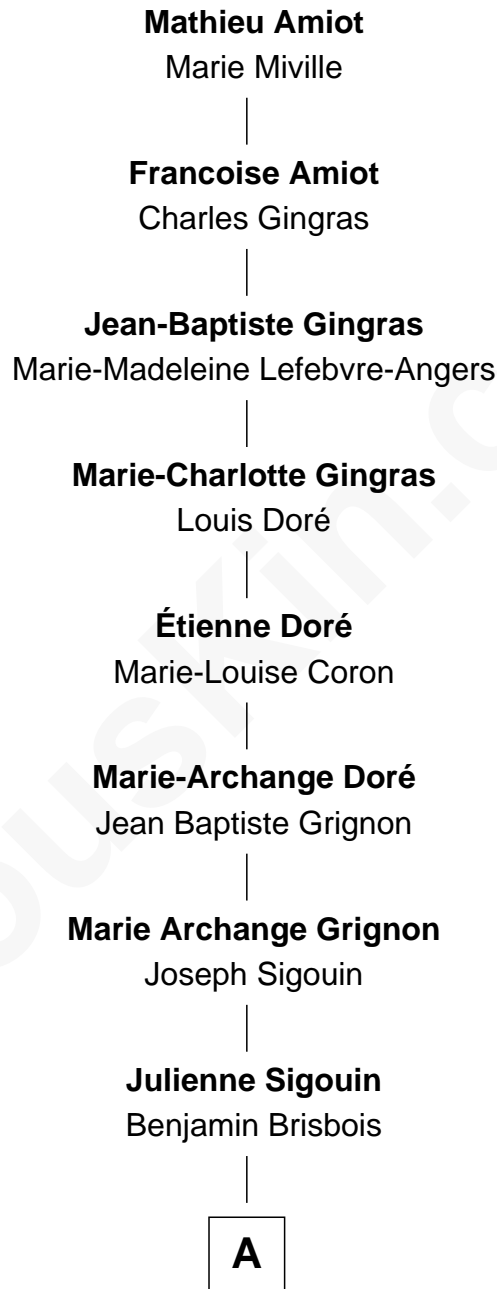 Mathieu Amiot
Marie Miville
Francoise Amiot
Charles Gingras
Jean-Baptiste Gingras
Marie-Madeleine Lefebvre-Angers
Marie-Charlotte Gingras
Louis Doré
Étienne Doré
Marie-Louise Coron
Marie-Archange Doré
Jean Baptiste Grignon
Marie Archange Grignon
Joseph Sigouin
Julienne Sigouin
Benjamin Brisbois
A